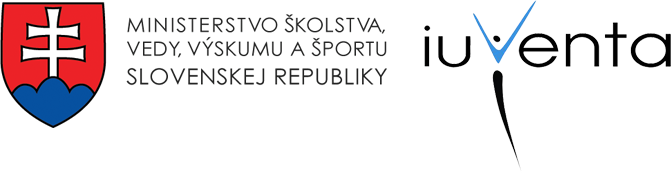 MINISTERSTVO ŠKOLSTVA,
VEDY, VÝSKUMU A ŠPORTU
SLOVENSKEJ REPUBLIKY
iuventa